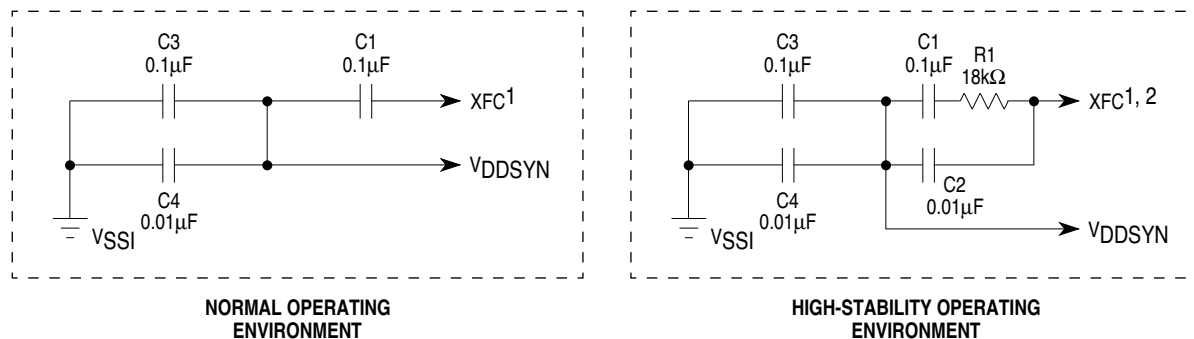 C3
0.1µF
C1
0.1µF
XFC1
VDDSYN
C4
0.01µF
VSSI
NORMAL OPERATING
ENVIRONMENT
C3
0.1µF
C1
0.1µF
R1
18kΩ
XFC1, 2
C4
0.01µF
C2
0.01µF
VSSI
VDDSYN
HIGH-STABILITY OPERATING
ENVIRONMENT